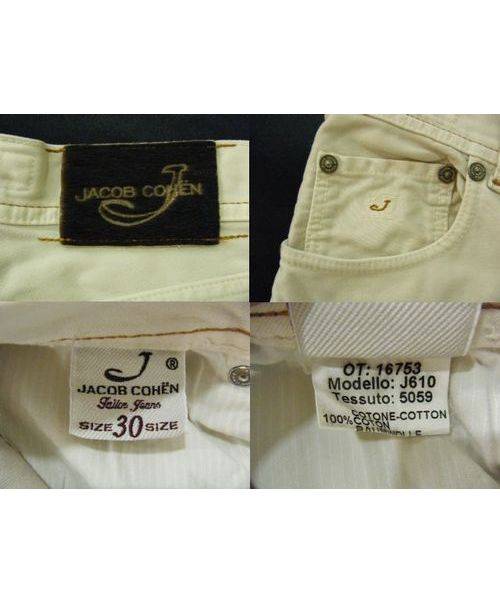 JACOB COHËN
J
J
J ®
JACOB COHËN
Tailor Jeans
SIZE 30 SIZE
OT: 16753
Modello: J610
Tessuto: 5059
COTONE-COTTON
100% COTON
BAUMWOLLE